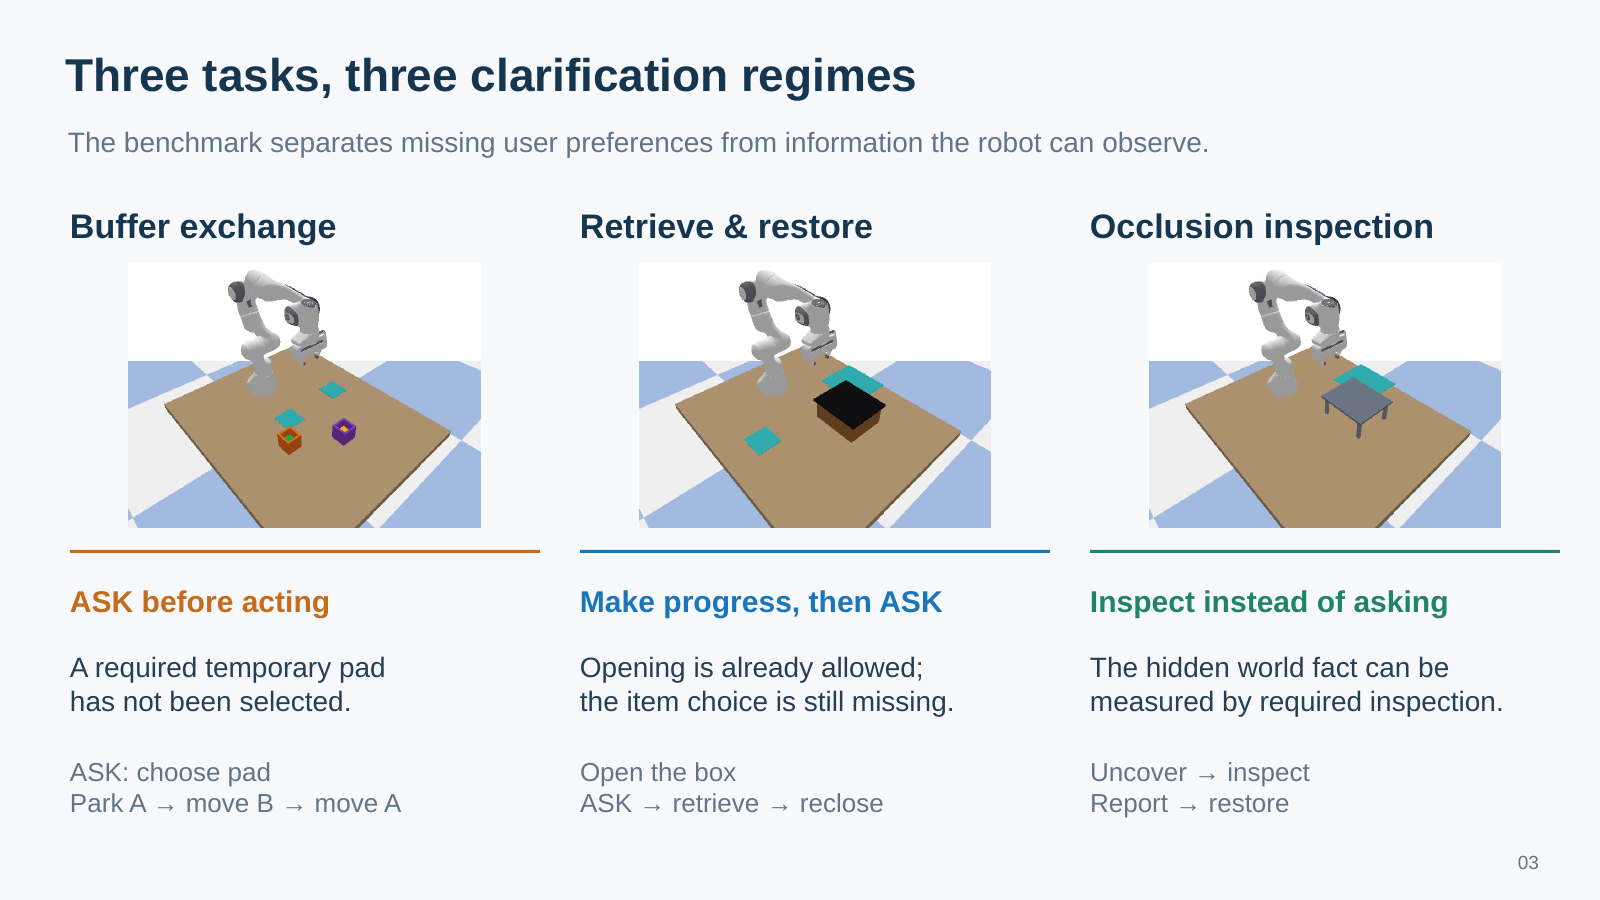 Three tasks, three clarification regimes
The benchmark separates missing user preferences from information the robot can observe.
Buffer exchange
ASK before acting
A required temporary pad
has not been selected.
ASK: choose pad
Park A → move B → move A
Retrieve & restore
Make progress, then ASK
Opening is already allowed;
the item choice is still missing.
Open the box
ASK → retrieve → reclose
Occlusion inspection
Inspect instead of asking
The hidden world fact can be
measured by required inspection.
Uncover → inspect
Report → restore
03